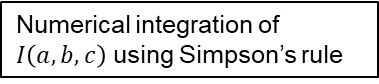 Numerical integration of
I(a, b, c) using Simpson's rule